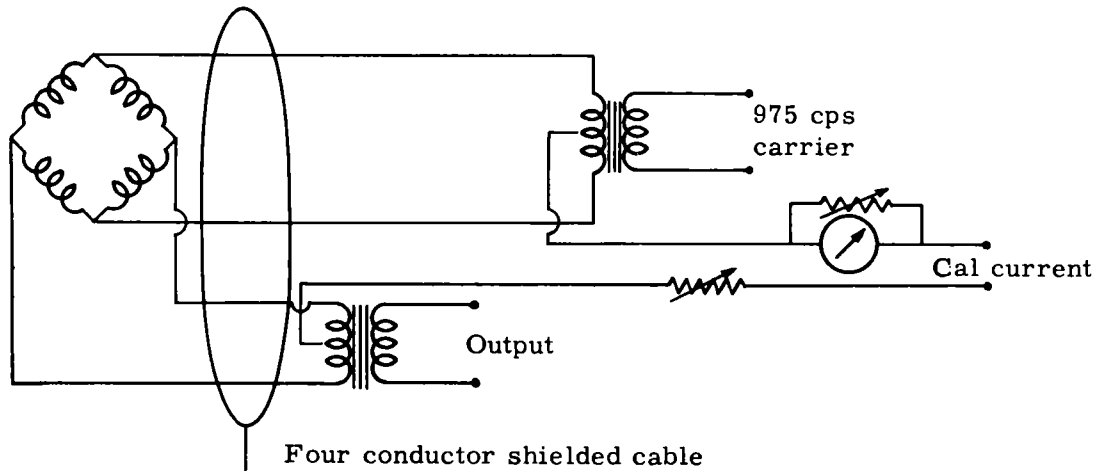 975 cps
carrier
Cal current
Output
Four conductor shielded cable